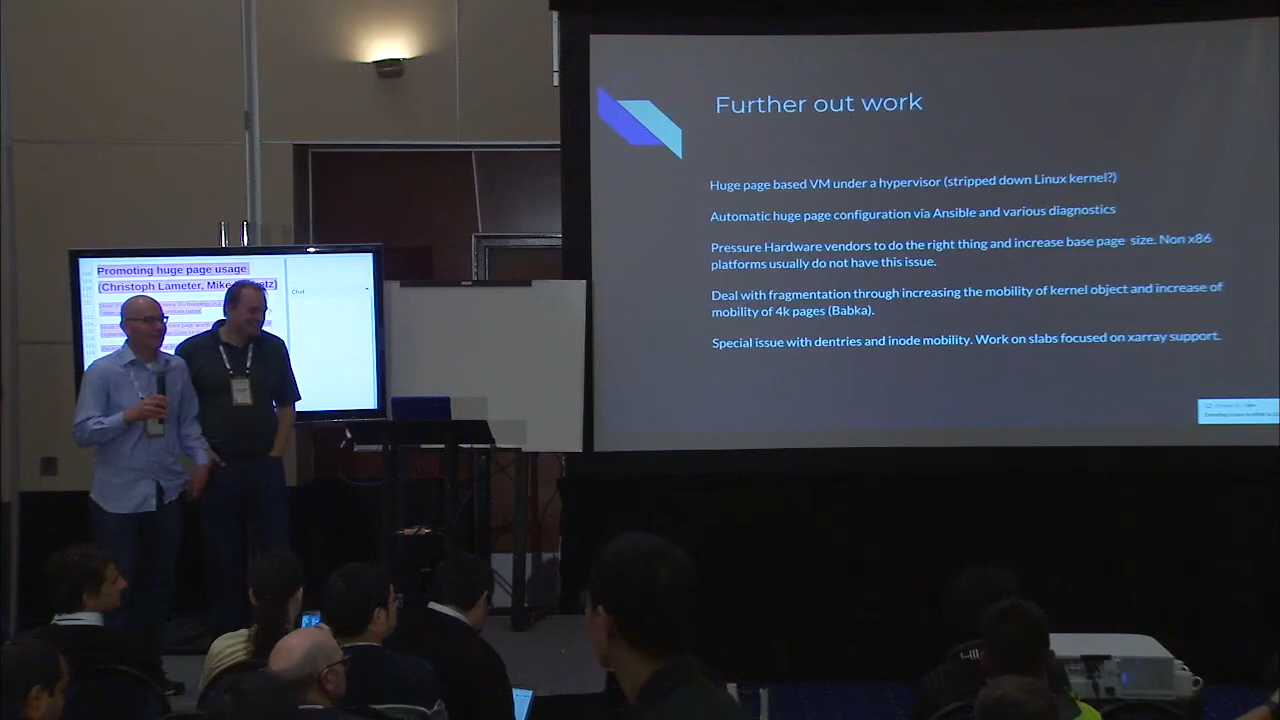 Further out work
Huge page based VM under a hypervisor (stripped down Linux kernel?)
Automatic huge page configuration via Ansible and various diagnostics
Pressure Hardware vendors to do the right thing and increase base page size. Non x86
platforms usually do not have this issue.
Deal with fragmentation through increasing the mobility of kernel object and increase of
mobility of 4k pages (Babka).
Special issue with dentries and inode mobility. Work on slabs focused on xarray support.
Promoting huge page usage
(Christoph Lameter, Mike
Chat